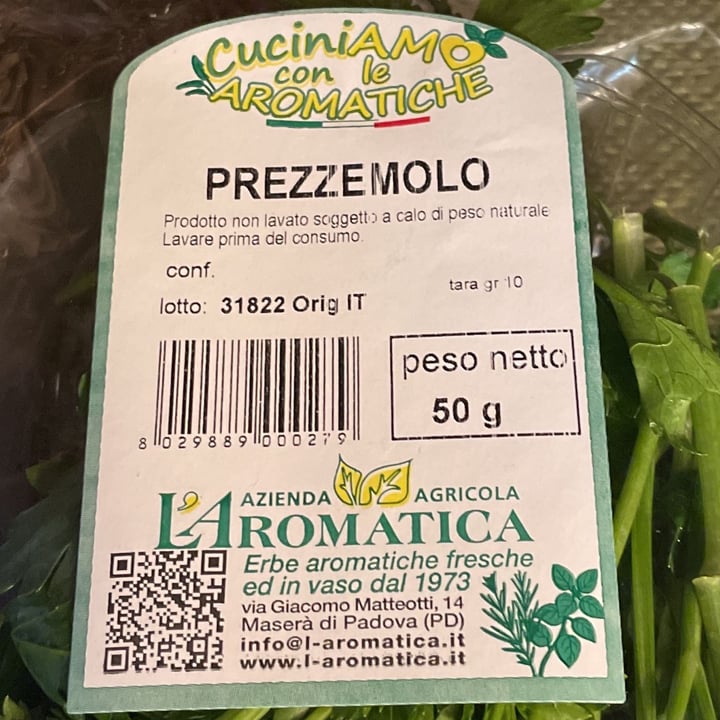 CuciniAMO
con le
AROMATICHE
PREZZEMOLO
Prodotto non lavato soggetto a calo di peso naturale
Lavare prima del consumo.
conf.
tara gr 10
lotto: 31822 Orig IT
peso netto
50 g
8 029889 000279
AZIENDA AGRICOLA
L'AROMATICA
Erbe aromatiche fresche
ed in vaso dal 1973
via Giacomo Matteotti, 14
Maserà di Padova (PD)
info@l-aromatica.it
www.l-aromatica.it